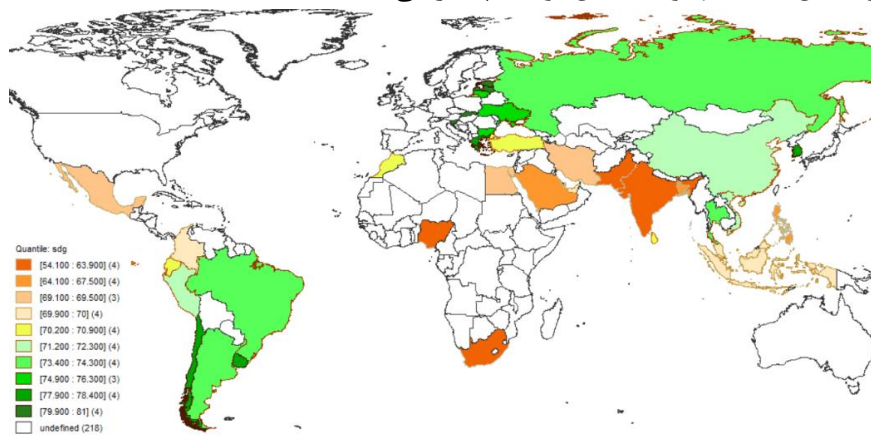 Quantile: sdg
[54.100 : 63.900] (4)
[64.100 : 67.500] (4)
[69.100 : 69.500] (3)
[69.900 : 70] (4)
[70.200 : 70.900] (4)
[71.200 : 72.300] (4)
[73.400 : 74.300] (4)
[74.900 : 76.300] (3)
[77.900 : 78.400] (4)
[79.900 : 81] (4)
undefined (218)